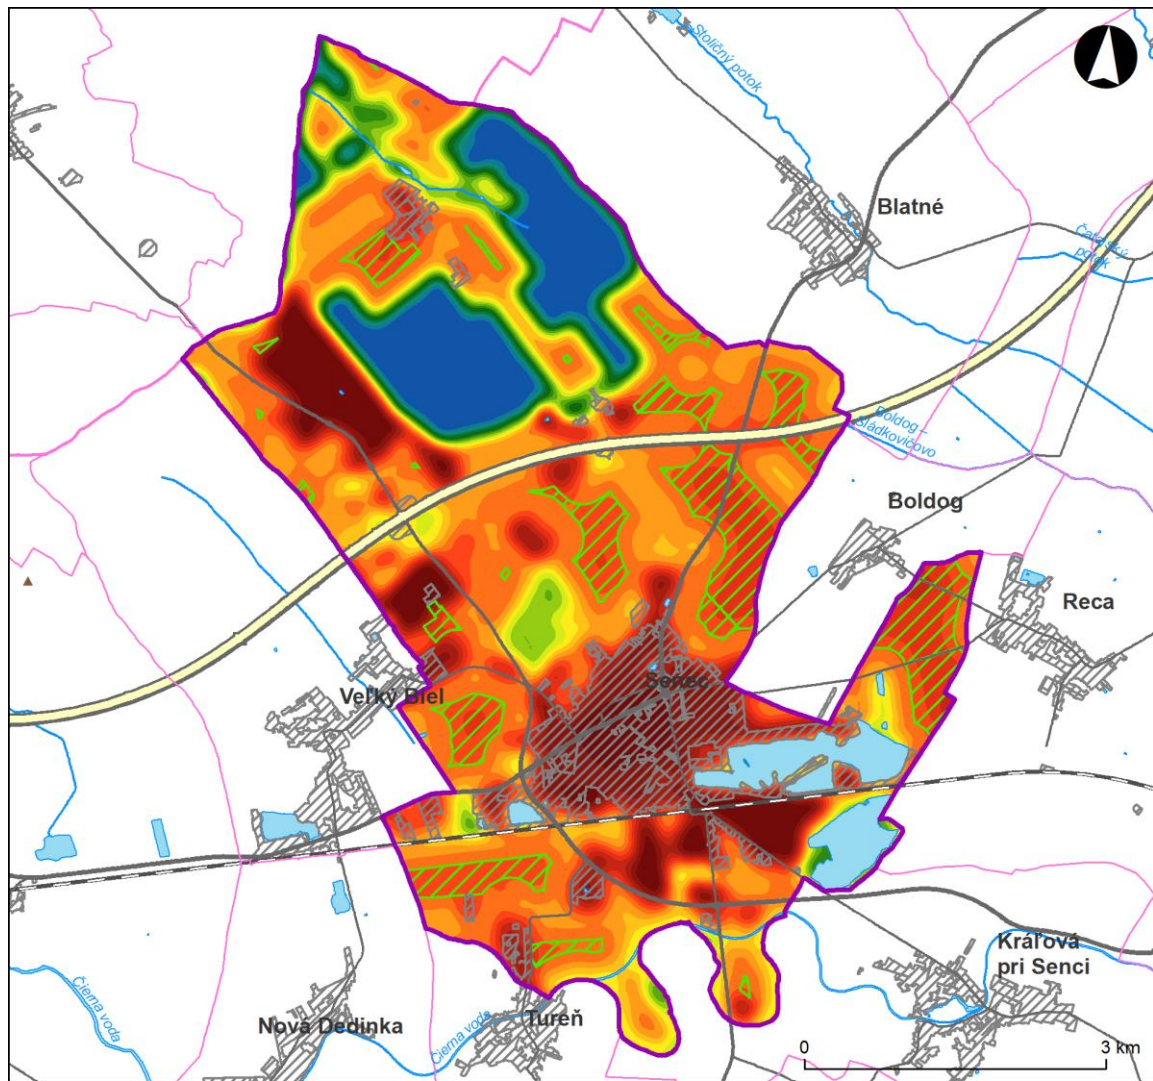 Stoličný potok
Blatné
Čatajský
potok
Boldog –
Sládkovičovo
Boldog
Reca
Senec
Veľký Biel
Kráľová
pri Senci
Čierna voda
Nová Dedinka
Čierna voda
Tureň
0 3 km